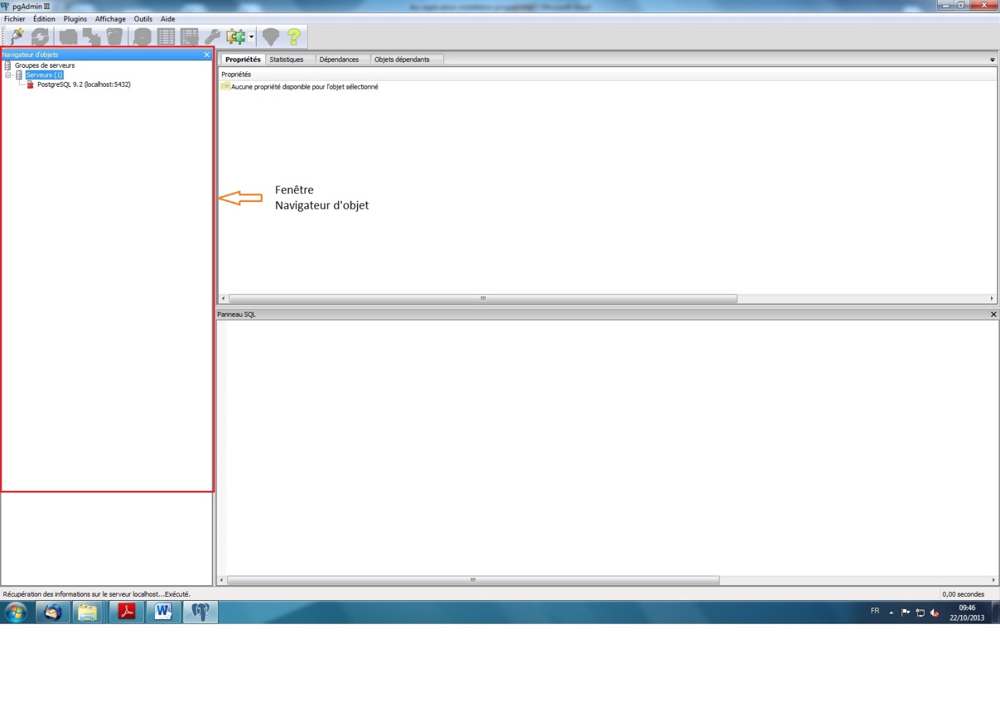 pgAdmin III
Fichier Édition Plugins Affichage Outils Aide
Navigateur d'objets
Groupes de serveurs
Serveurs (1)
PostgreSQL 9.2 (localhost:5432)
Propriétés Statistiques Dépendances Objets dépendants
Propriétés
Aucune propriété disponible pour l'objet sélectionné
Fenêtre
Navigateur d'objet
Panneau SQL
Récupération des informations sur le serveur localhost...Exécuté.
0,00 secondes
FR
09:46
22/10/2013